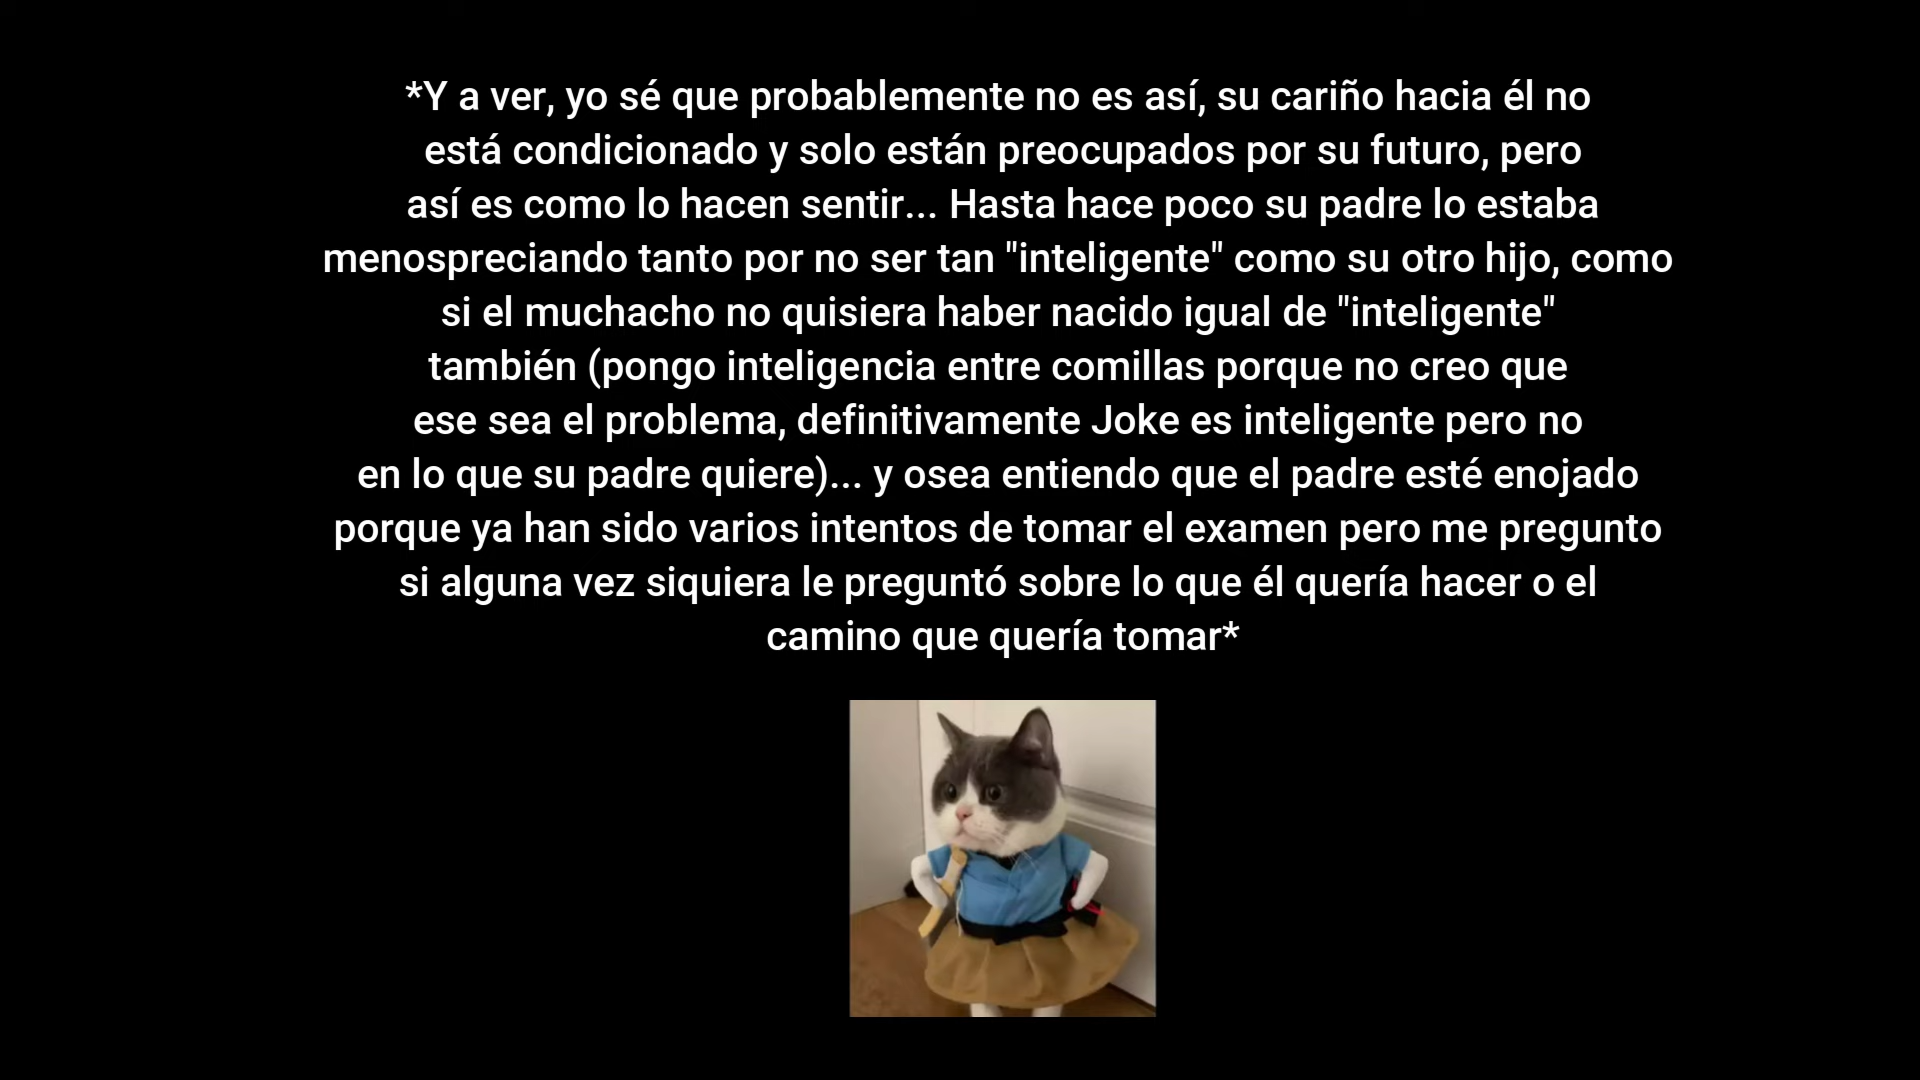 *Y a ver, yo sé que probablemente no es así, su cariño hacia él no
está condicionado y solo están preocupados por su futuro, pero
así es como lo hacen sentir... Hasta hace poco su padre lo estaba
menospreciando tanto por no ser tan "inteligente" como su otro hijo, como
si el muchacho no quisiera haber nacido igual de "inteligente"
también (pongo inteligencia entre comillas porque no creo que
ese sea el problema, definitivamente Joke es inteligente pero no
en lo que su padre quiere)... y osea entiendo que el padre esté enojado
porque ya han sido varios intentos de tomar el examen pero me pregunto
si alguna vez siquiera le preguntó sobre lo que él quería hacer o el
camino que quería tomar*